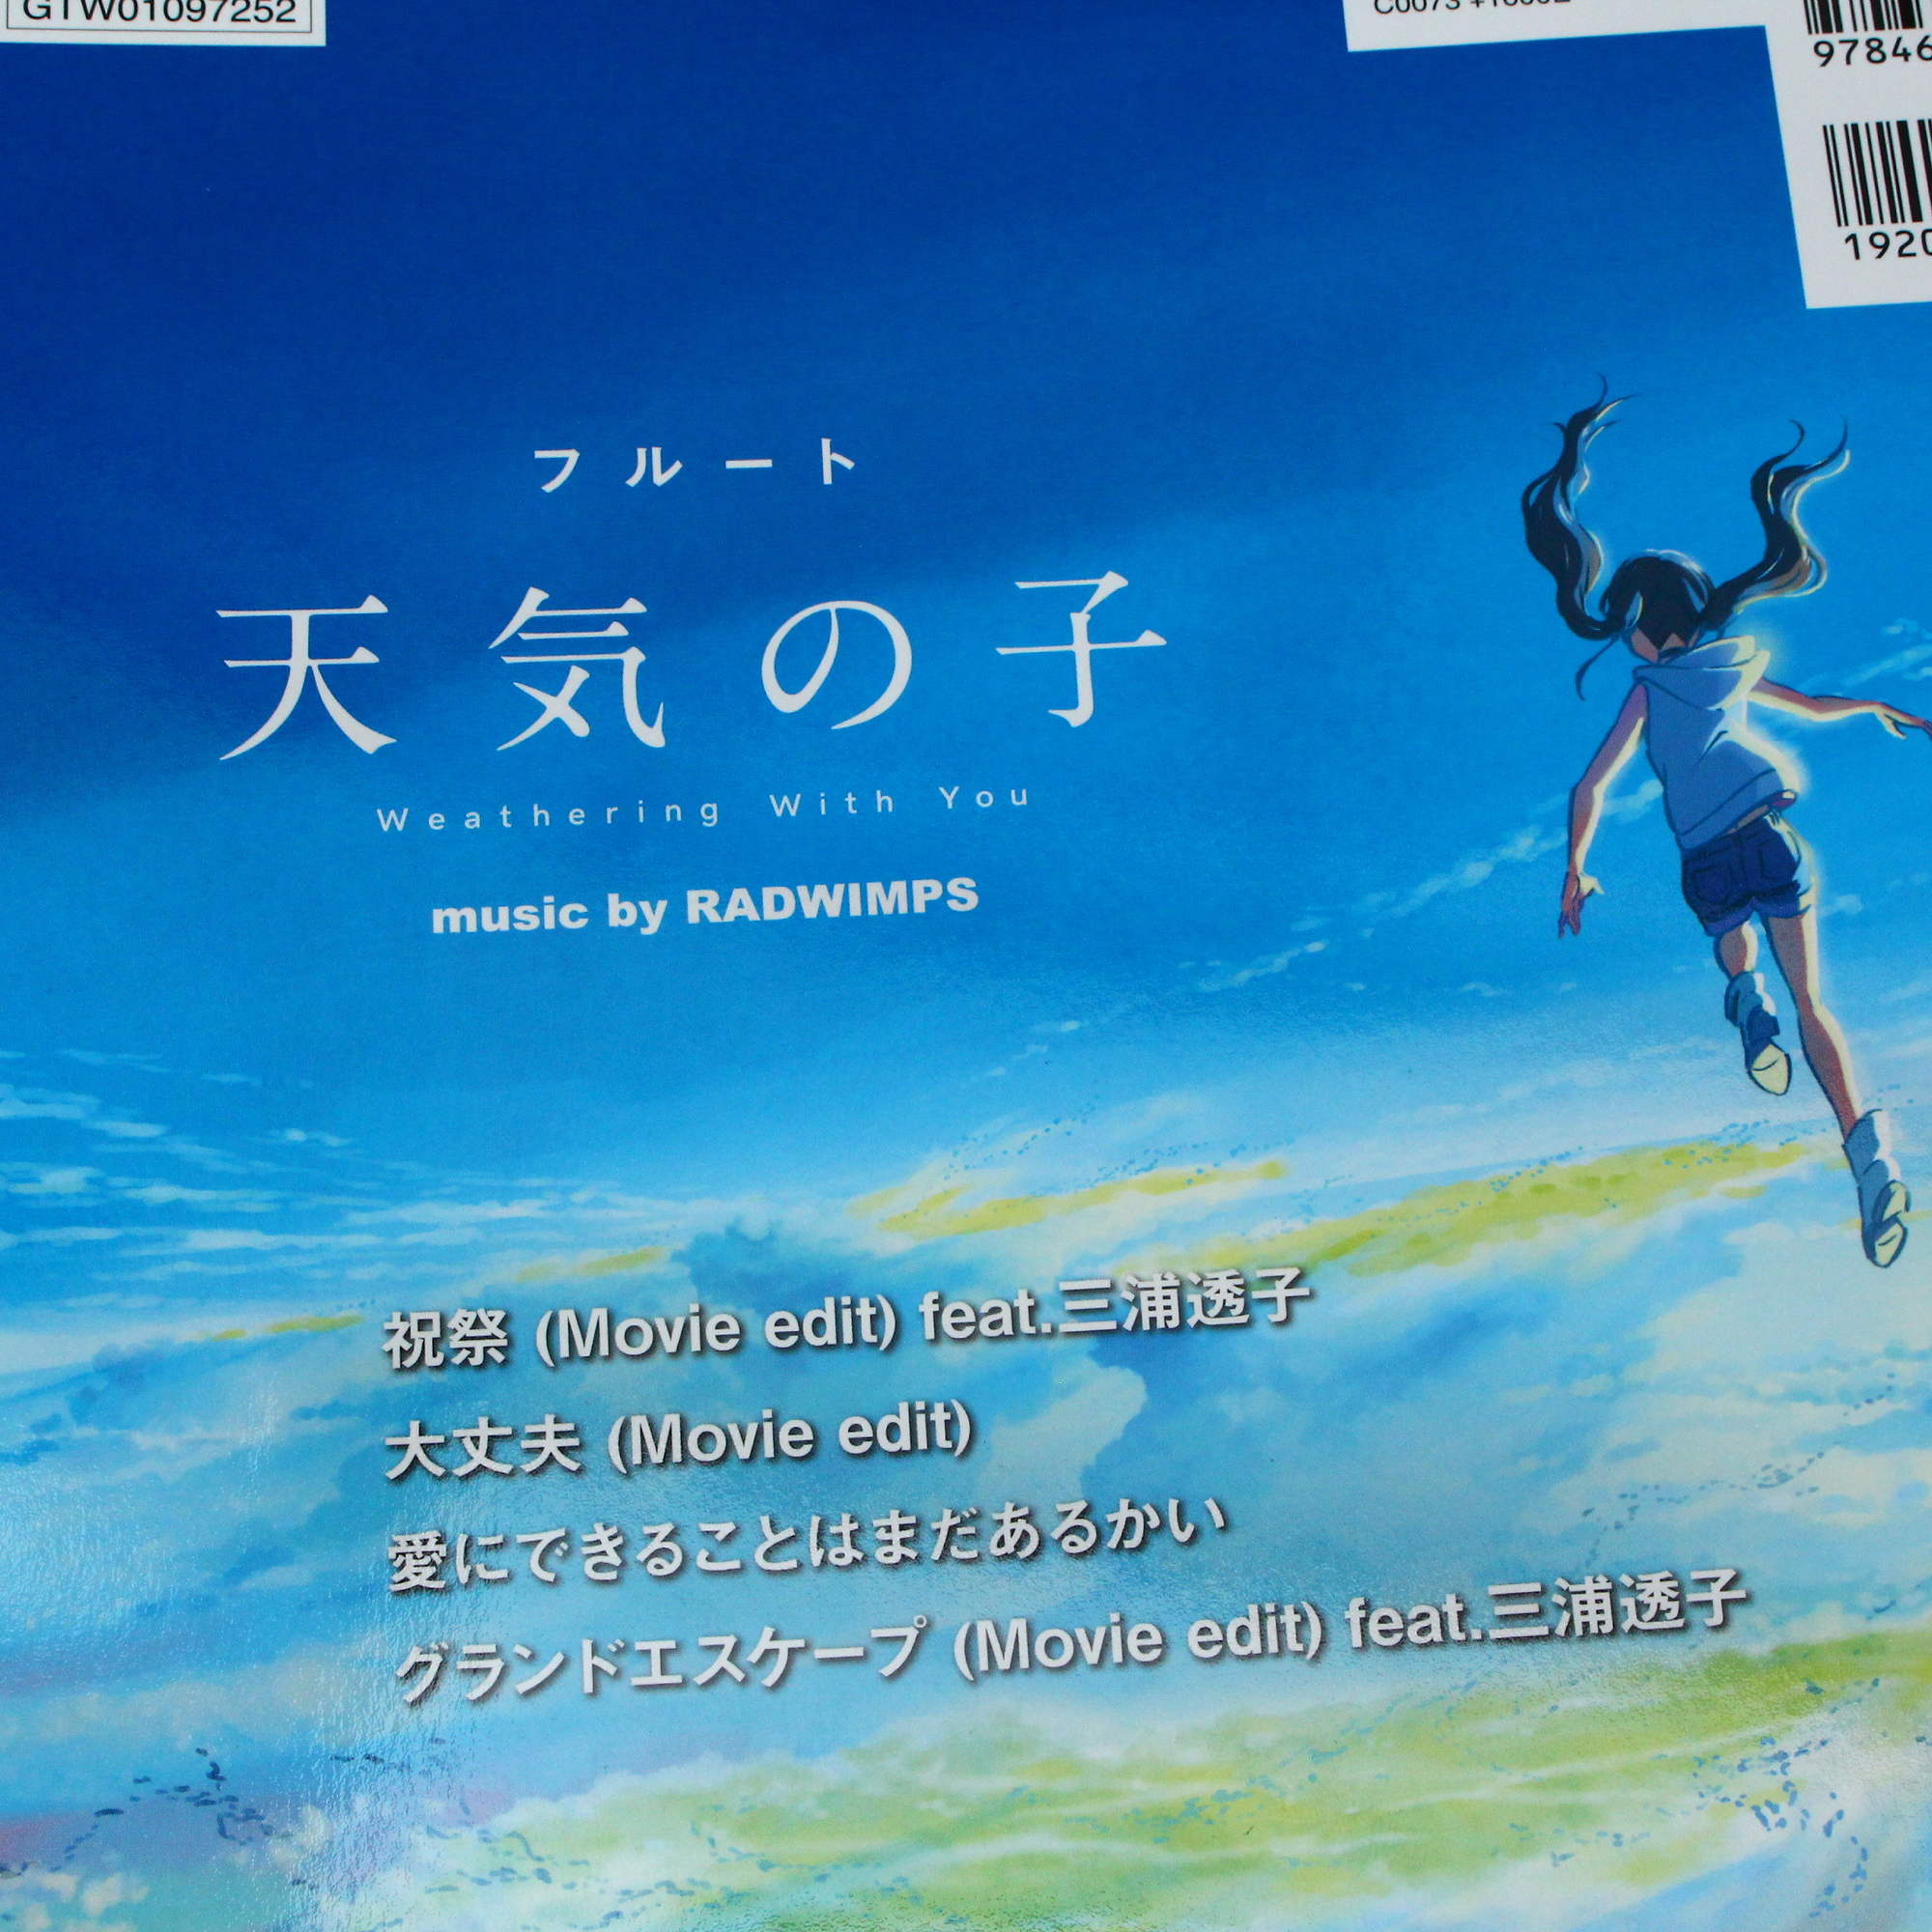 GTW01097252
C0073
97846
1920
フルート
天気の子
Weathering With You
music by RADWIMPS
祝祭 (Movie edit) feat.三浦透子
大丈夫 (Movie edit)
愛にできることはまだあるかい
グランドエスケープ (Movie edit) feat.三浦透子